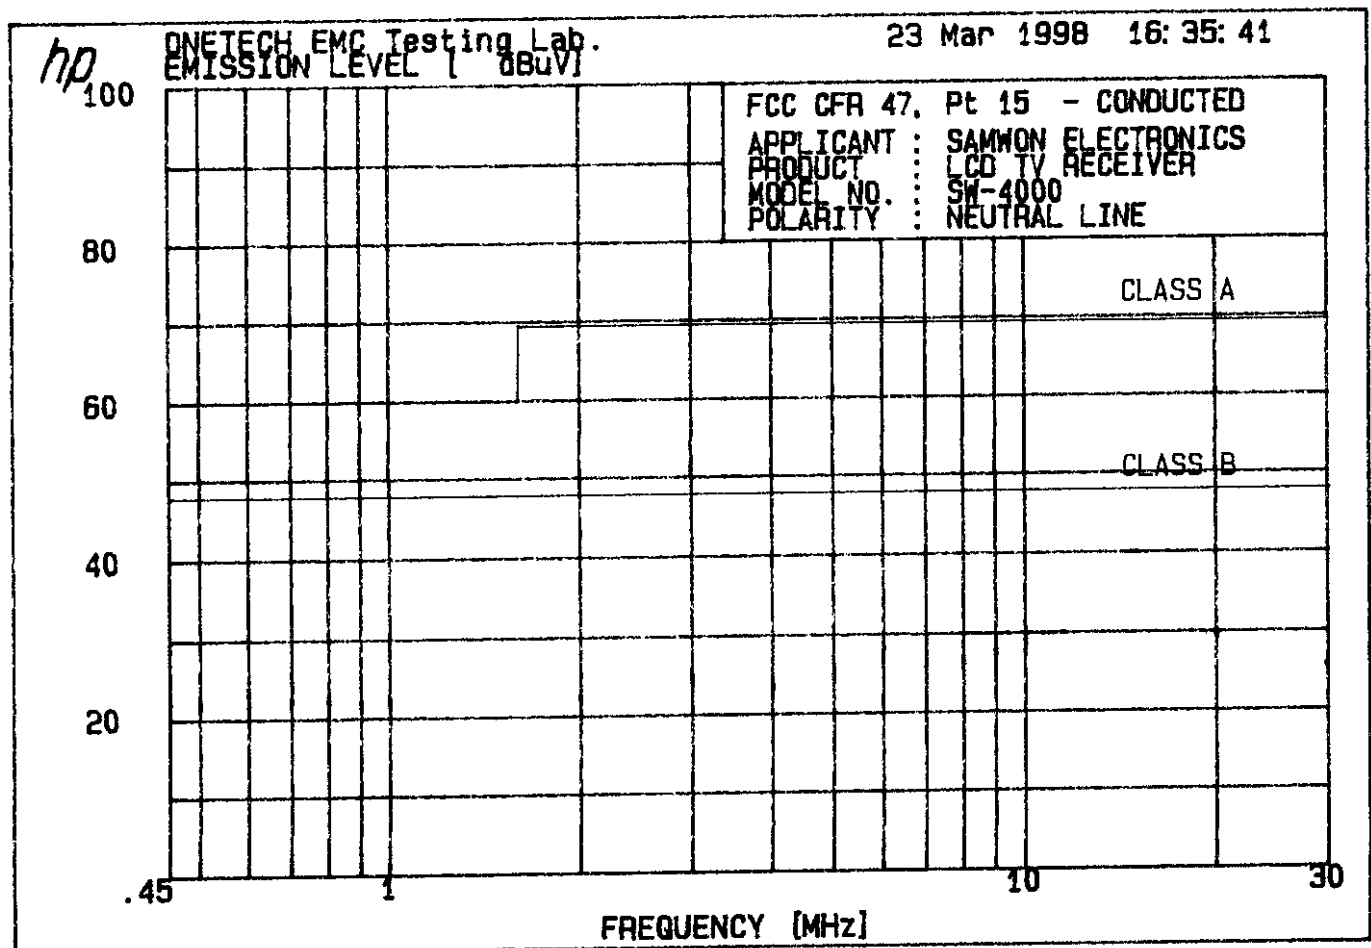 hp
ONETECH EMC Testing Lab.
23 Mar 1998 16:35:41
EMISSION LEVEL [ dBuV]
100
FCC CFR 47, Pt 15 - CONDUCTED
APPLICANT : SAMWON ELECTRONICS
PRODUCT : LCD TV RECEIVER
MODEL NO. : SW-4000
POLARITY : NEUTRAL LINE
80
CLASS A
60
CLASS B
40
20
.45 1 10 30
FREQUENCY [MHz]